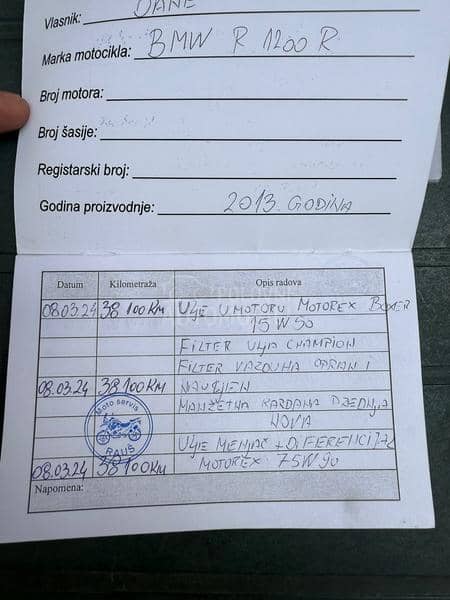 Vlasnik: DANE
Marka motocikla: BMW R 1200 R
Broj motora:
Broj šasije:
Registarski broj:
Godina proizvodnje: 2013. GODINA
Datum Kilometraža Opis radova
08.03.24 38 100 KM ULJE U MOTORU MOTOREX BOXER
15W50
FILTER ULJA CHAMPION
FILTER VAZDUHA OPRAN I
08.03.24 38 100 KM NAULJEN
MANŽETNA KARDANA
NOVA
Moto servis
RALIŠ
ULJE MENJAČ + DIFERENCIJAL
08.03.24 38 100 KM MOTOREX 75W90
Napomena: